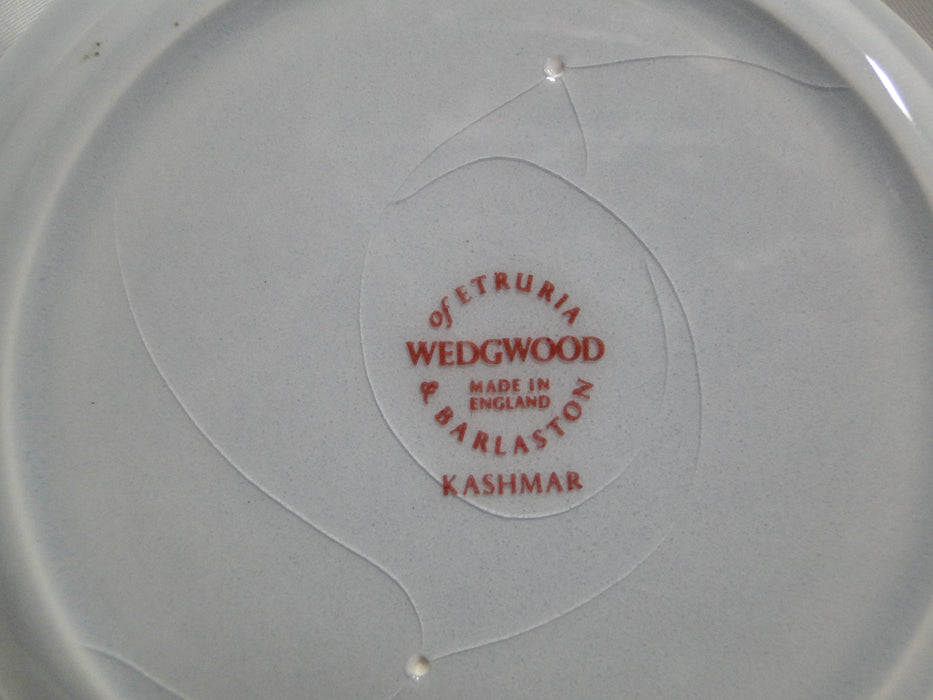 of ETRURIA
WEDGWOOD
MADE IN
ENGLAND
& BARLASTON
KASHMAR